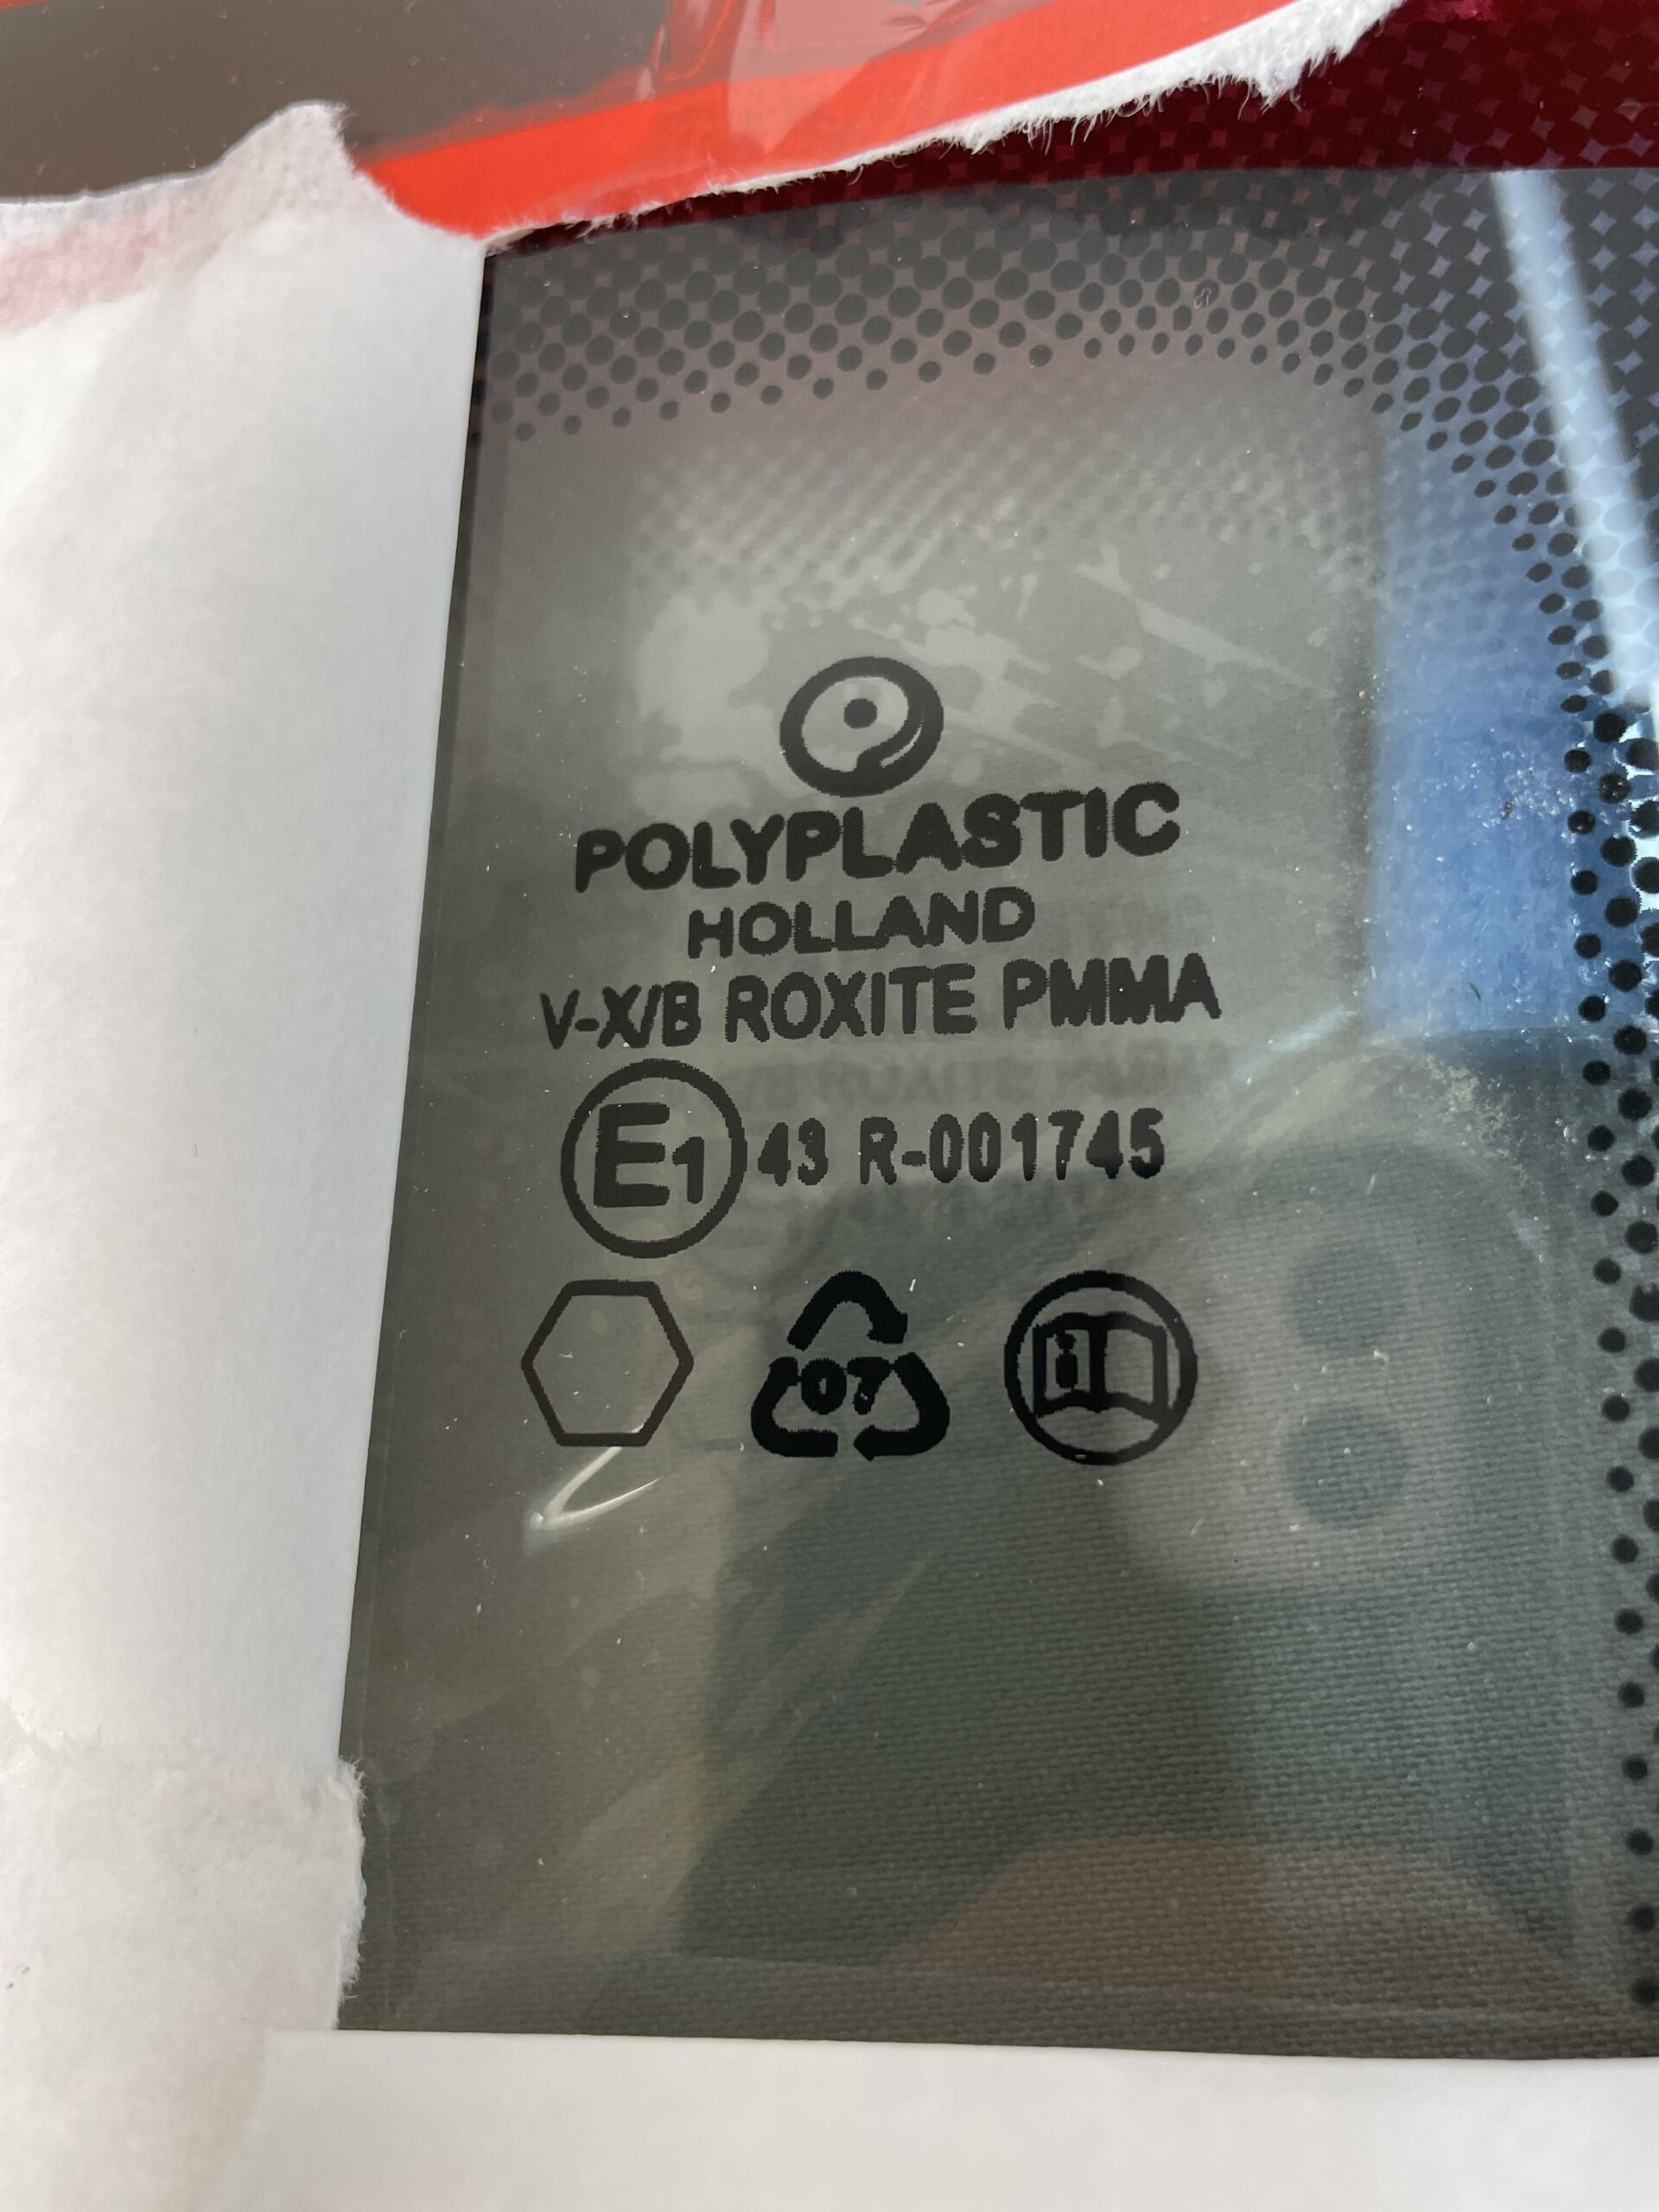 POLYPLASTIC
HOLLAND
V-X/B ROXITE PMMA
E1 43 R-001745
07
i